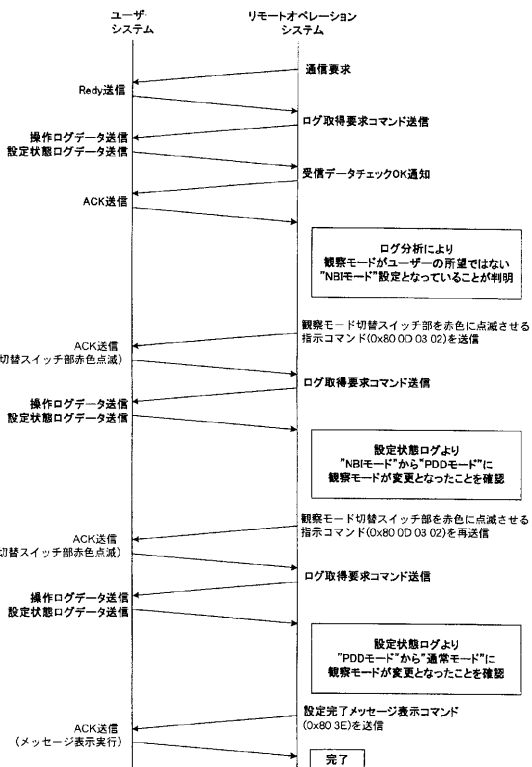 ユーザ
システム
リモートオペレーション
システム
通信要求
Redy送信
ログ取得要求コマンド送信
操作ログデータ送信
設定状態ログデータ送信
受信データチェックOK通知
ACK送信
ログ分析により
観察モードがユーザーの所望ではない
"NBIモード"設定となっていることが判明
観察モード切替スイッチ部を赤色に点滅させる
指示コマンド(0x80 0D 03 02)を送信
ACK送信
切替スイッチ部赤色点滅)
ログ取得要求コマンド送信
操作ログデータ送信
設定状態ログデータ送信
設定状態ログより
"NBIモード"から"PDDモード"に
観察モードが変更となったことを確認
観察モード切替スイッチ部を赤色に点滅させる
指示コマンド(0x80 0D 03 02)を再送信
ACK送信
切替スイッチ部赤色点滅)
ログ取得要求コマンド送信
操作ログデータ送信
設定状態ログデータ送信
設定状態ログより
"PDDモード"から"通常モード"に
観察モードが変更となったことを確認
設定完了メッセージ表示コマンド
(0x80 3E)を送信
ACK送信
(メッセージ表示実行)
完了